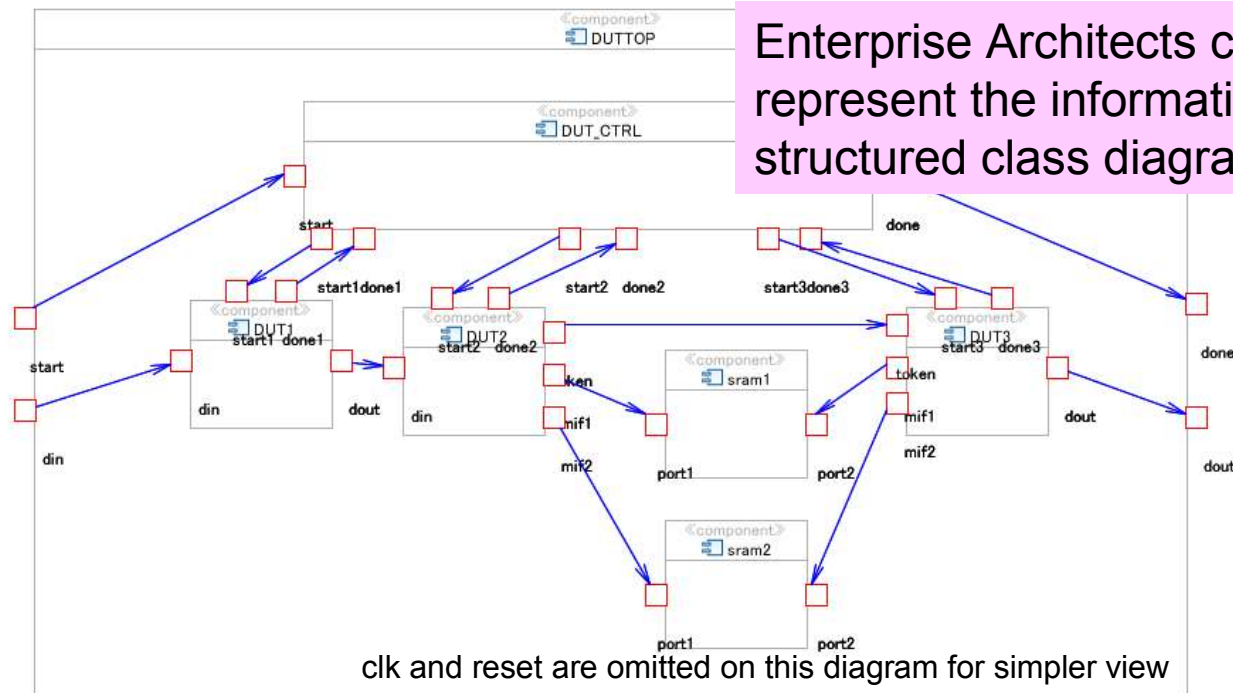 «component»
DUTTOP
Enterprise Architects c
represent the informati
structured class diagra
«component»
DUT_CTRL
start
done
start1done1
start2 done2
start3done3
«component»
DUT1
start1 done1
«component»
DUT2
start2 done2
«component»
DUT3
start3 done3
start
done
«component»
sram1
token
token
din
dout
din
mif1
mif1
dout
din
mif2
port1
port2
mif2
dout
«component»
sram2
port1
port2
clk and reset are omitted on this diagram for simpler view